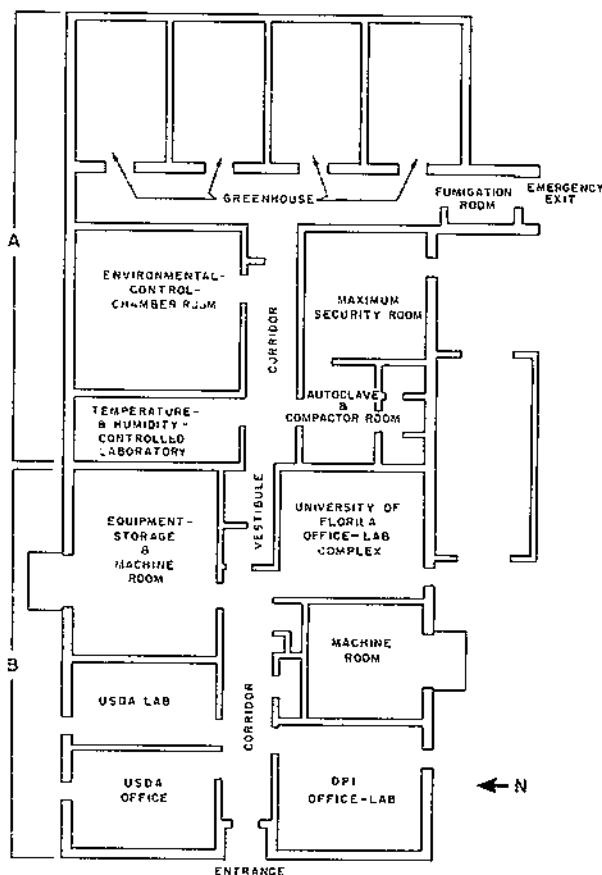 GREENHOUSE
FUMIGATION
ROOM
EMERGENCY
EXIT
A
ENVIRONMENTAL-
CONTROL-
CHAMBER ROOM
MAXIMUM
SECURITY ROOM
CORRIDOR
TEMPERATURE-
& HUMIDITY-
CONTROLLED
LABORATORY
AUTOCLAVE
&
COMPACTOR ROOM
VESTIBULE
EQUIPMENT-
STORAGE
&
MACHINE
ROOM
UNIVERSITY OF
FLORILA
OFFICE-LAB
COMPLEX
B
MACHINE
ROOM
USDA LAB
CORRIDOR
USDA
OFFICE
DPI
OFFICE-LAB
N
ENTRANCE